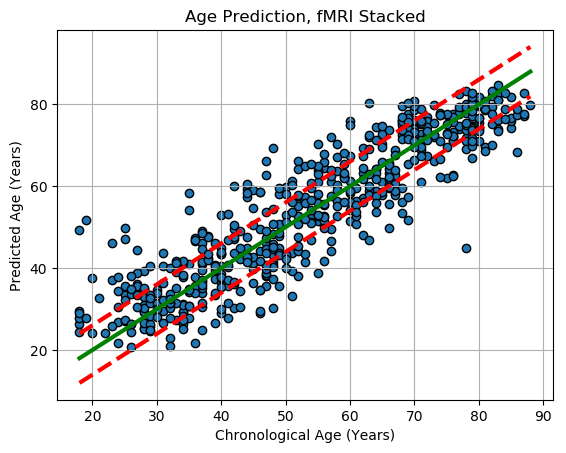 Age Prediction, fMRI Stacked
Predicted Age (Years)
80
60
40
20
20 30 40 50 60 70 80 90
Chronological Age (Years)